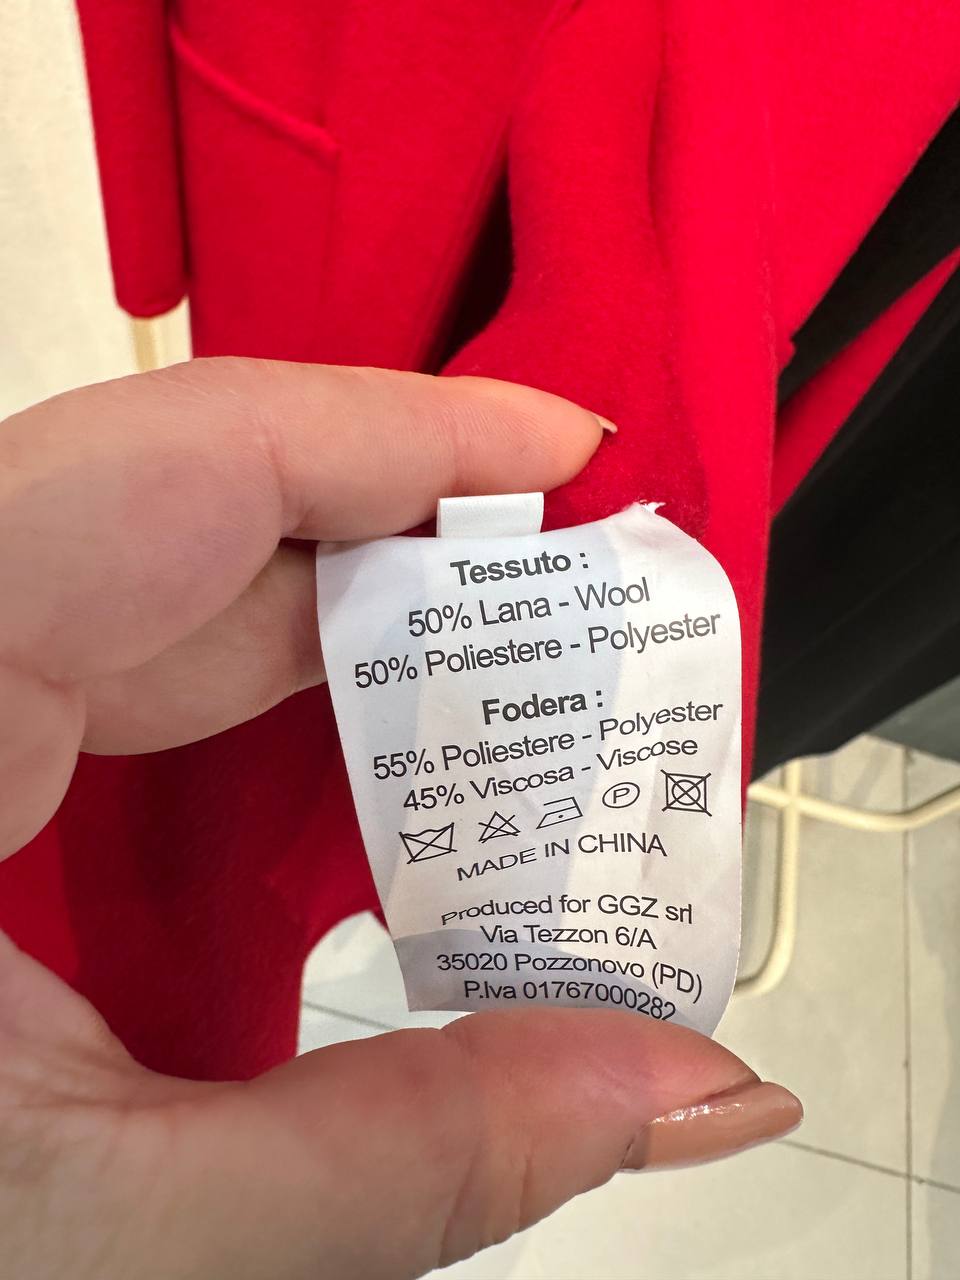 Tessuto :
50% Lana - Wool
50% Poliestere - Polyester
Fodera :
55% Poliestere - Polyester
45% Viscosa - Viscose
P
MADE IN CHINA
Produced for GGZ srl
Via Tezzon 6/A
35020 Pozzonovo (PD)
P.Iva 01767000282